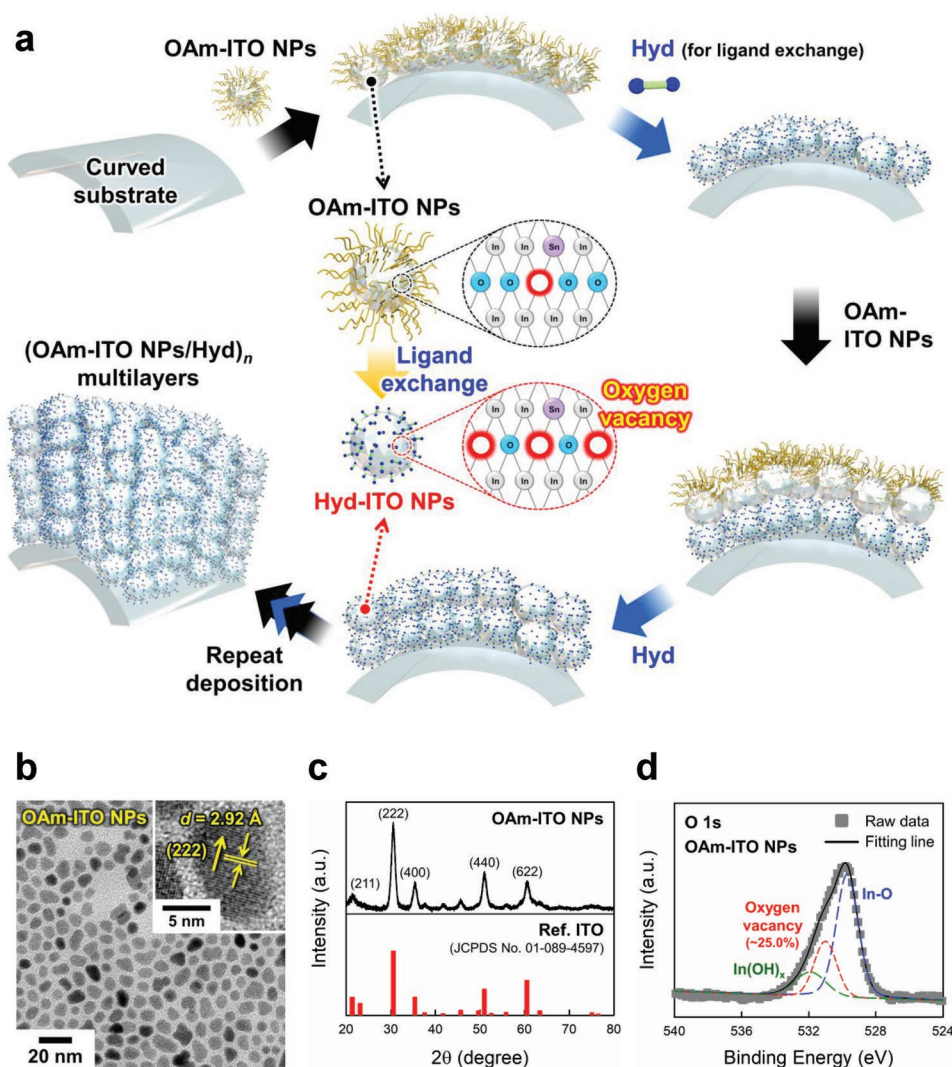 a
OAm-ITO NPs
Hyd (for ligand exchange)
Curved
substrate
OAm-ITO NPs
In In Sn In
O O O O
In In In In
OAm-
ITO NPs
(OAm-ITO NPs/Hyd)n
multilayers
Ligand
exchange
Oxygen
vacancy
In In Sn In
O O
In In In In
Hyd-ITO NPs
Repeat
deposition
Hyd
b
OAm-ITO NPs
d = 2.92 Å
(222)
5 nm
20 nm
c
(222)
OAm-ITO NPs
(211)
(400)
(440)
(622)
Ref. ITO
(JCPDS No. 01-089-4597)
Intensity (a.u.)
20 30 40 50 60 70 80
2θ (degree)
d
O 1s
OAm-ITO NPs
Raw data
Fitting line
In-O
Oxygen
vacancy
(~25.0%)
In(OH)x
Intensity (a.u.)
540 536 532 528 524
Binding Energy (eV)